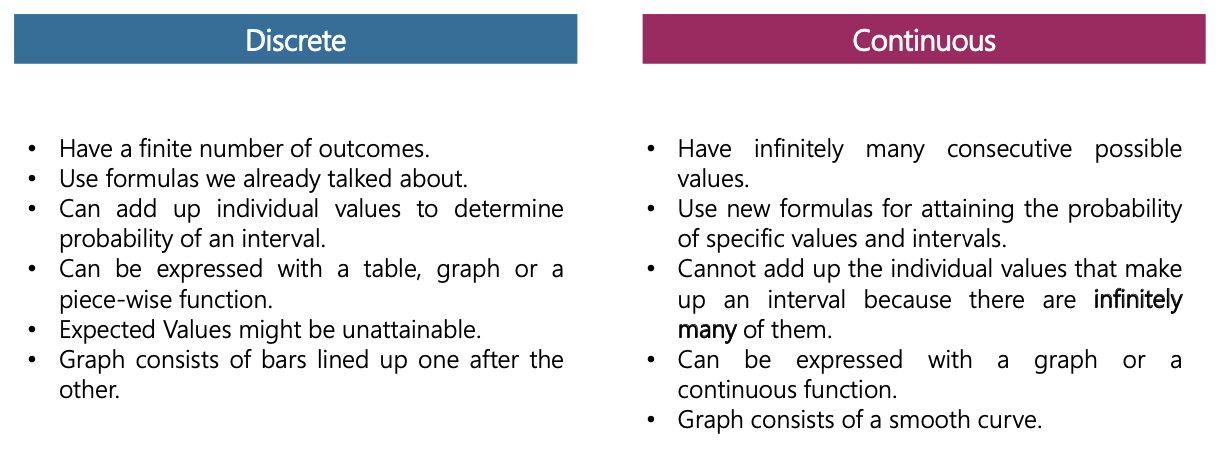 Discrete
• Have a finite number of outcomes.
• Use formulas we already talked about.
• Can add up individual values to determine
probability of an interval.
• Can be expressed with a table, graph or a
piece-wise function.
• Expected Values might be unattainable.
• Graph consists of bars lined up one after the
other.
Continuous
• Have infinitely many consecutive possible
values.
• Use new formulas for attaining the probability
of specific values and intervals.
• Cannot add up the individual values that make
up an interval because there are infinitely
many of them.
• Can be expressed with a graph or a
continuous function.
• Graph consists of a smooth curve.